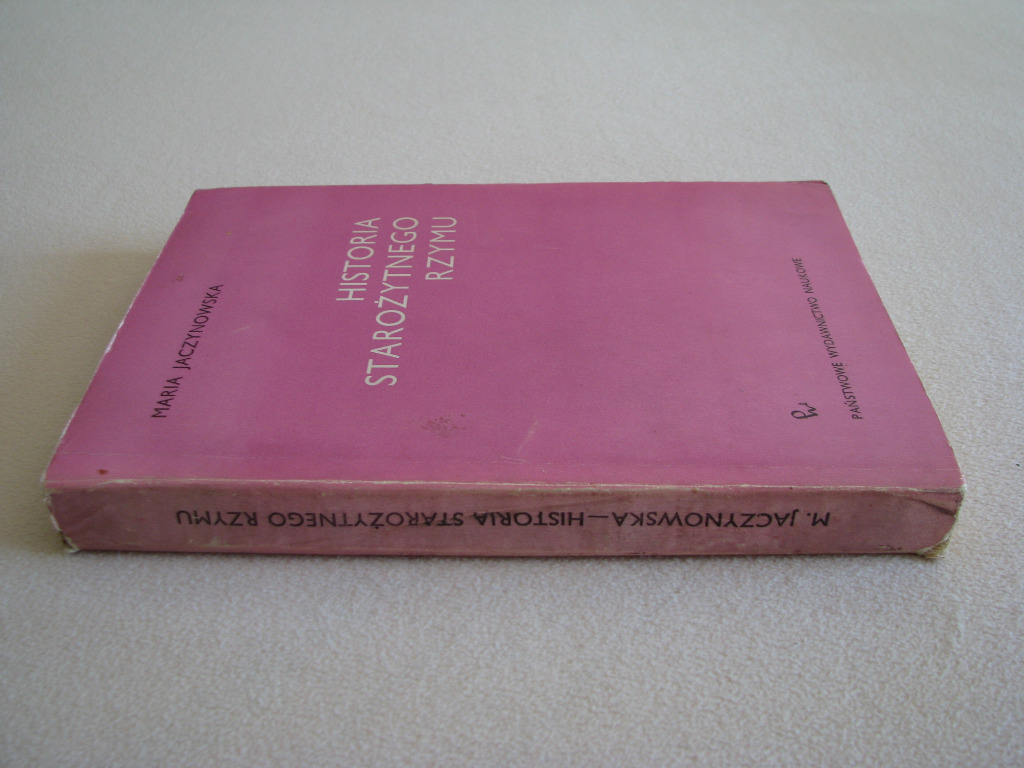 MARIA JACZYNOWSKA
HISTORIA
STAROŻYTNEGO
RZYMU
PAŃSTWOWE WYDAWNICTWO NAUKOWE
M. JACZYNOWSKA — HISTORIA STAROŻYTNEGO RZYMU